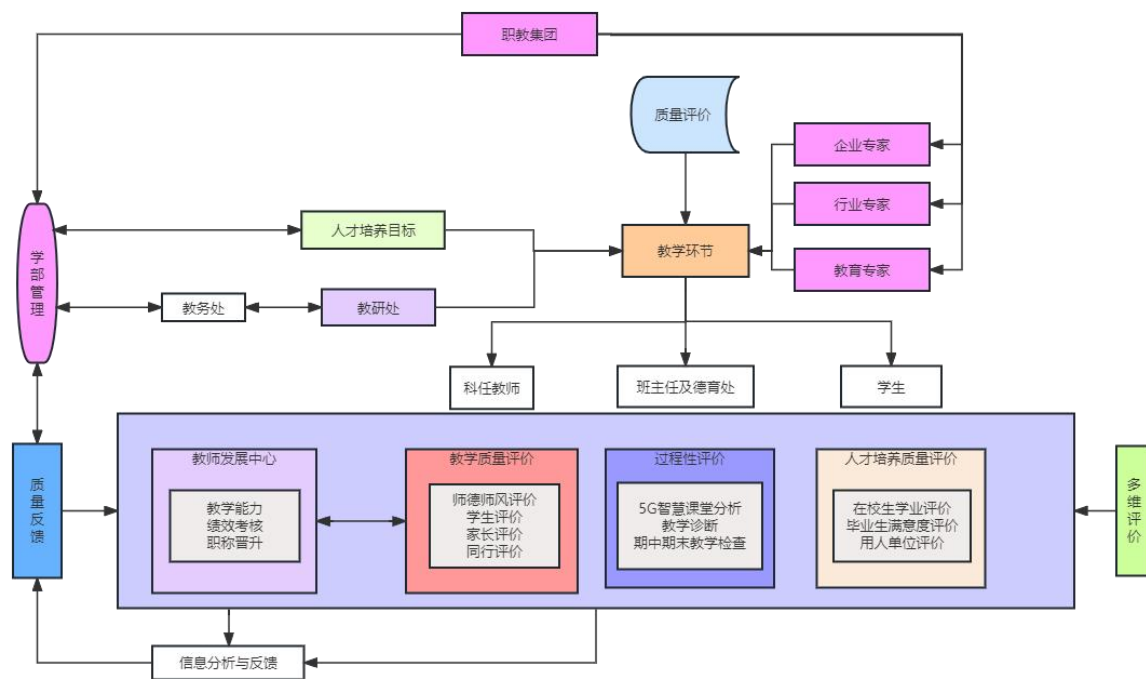 职教集团
质量评价
企业专家
行业专家
教育专家
人才培养目标
教学环节
学部管理
教务处
教研处
科任教师
班主任及德育处
学生
质量反馈
教师发展中心
教学能力
绩效考核
职称晋升
教学质量评价
师德师风评价
学生评价
家长评价
同行评价
过程性评价
5G智慧课堂分析
教学诊断
期中期末教学检查
人才培养质量评价
在校生学业评价
毕业生满意度评价
用人单位评价
多维评价
信息分析与反馈